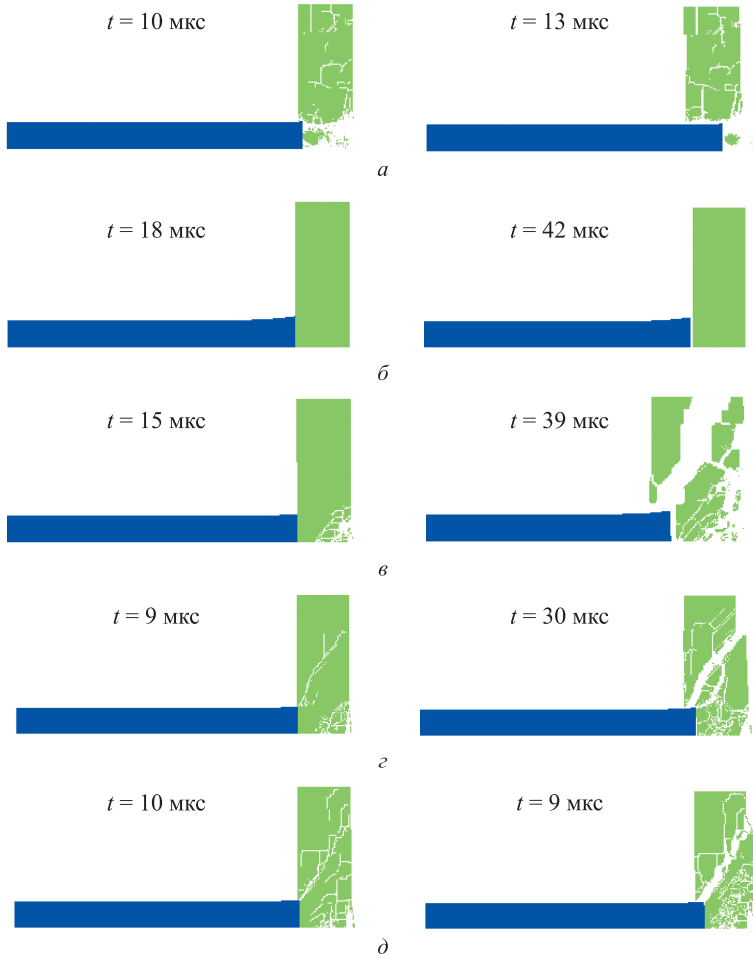 t = 10 мкс
t = 13 мкс
а
t = 18 мкс
t = 42 мкс
б
t = 15 мкс
t = 39 мкс
в
t = 9 мкс
t = 30 мкс
г
t = 10 мкс
t = 9 мкс
д